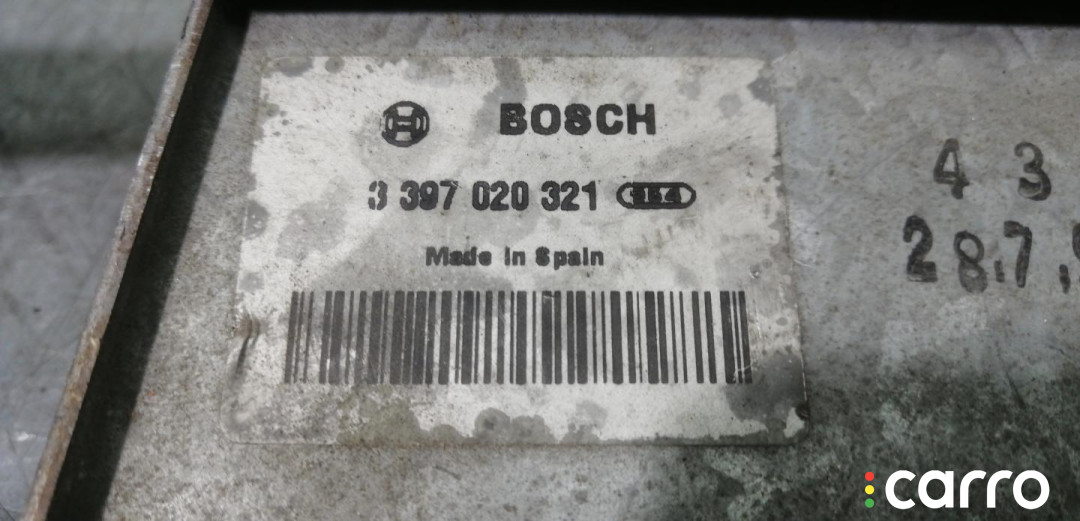 BOSCH
3 397 020 321
Made in Spain
4 3
28.7.
carro